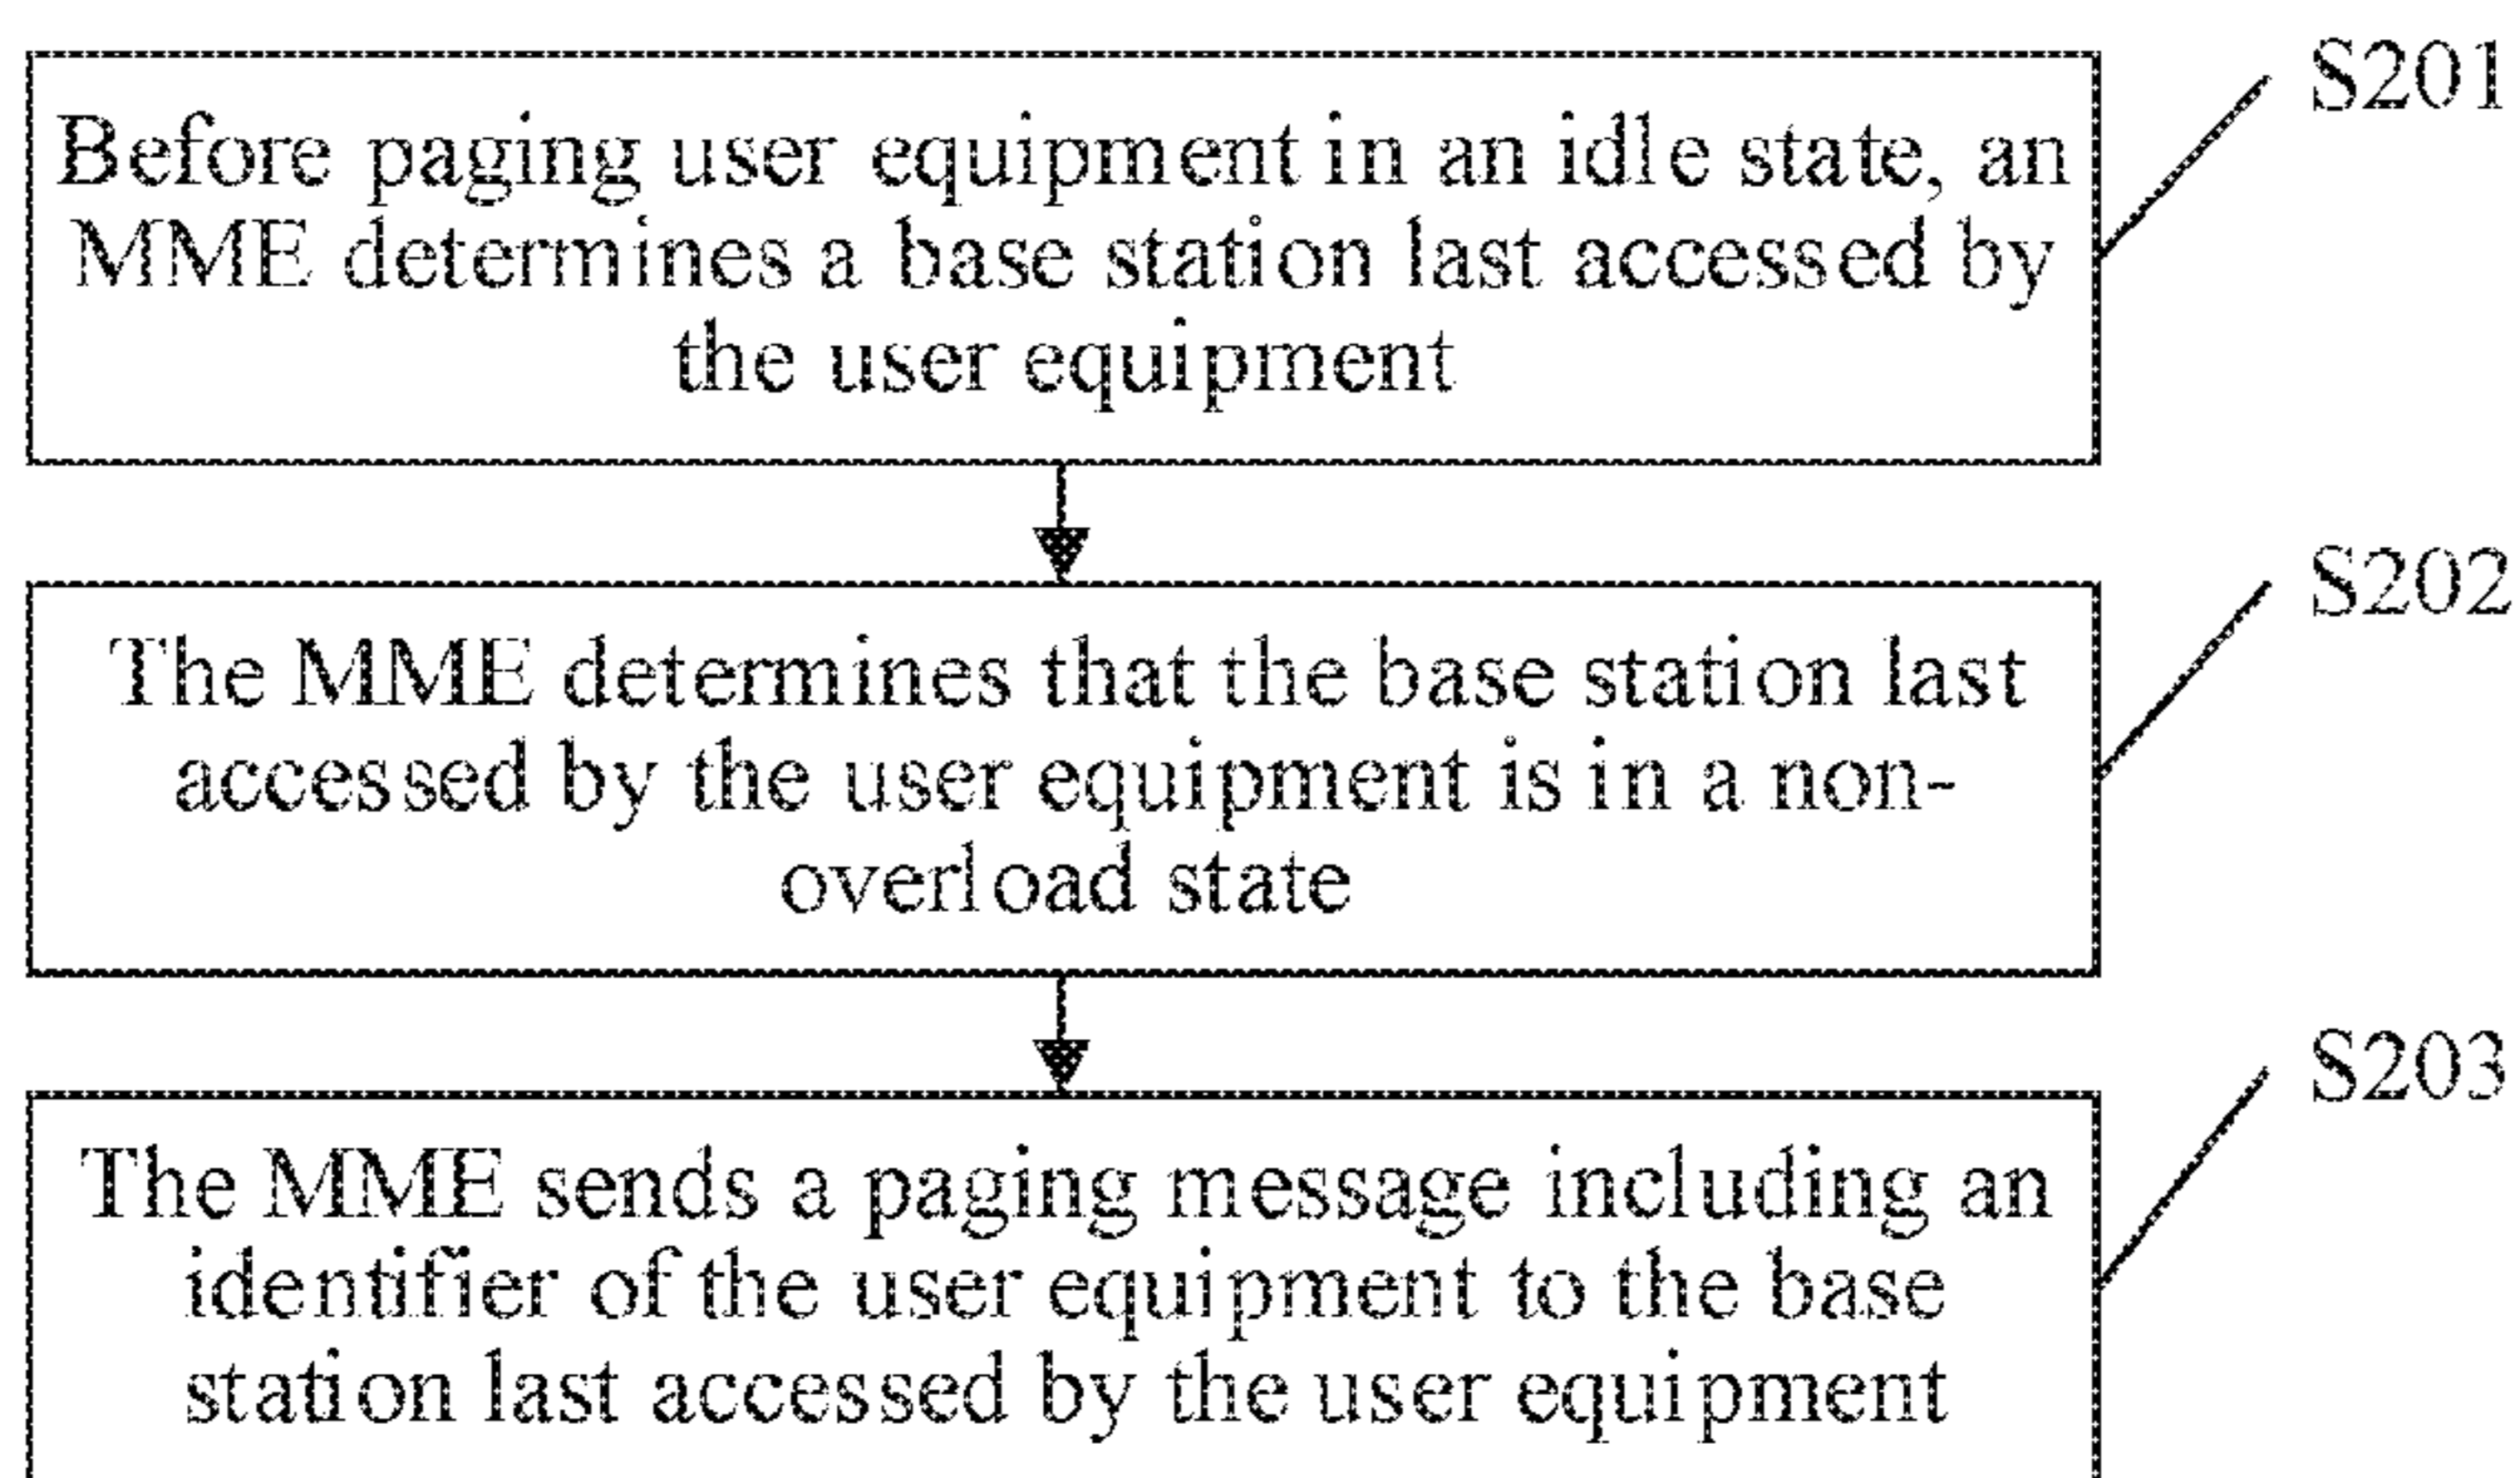 S201
Before paging user equipment in an idle state, an
MME determines a base station last accessed by
the user equipment
S202
The MME determines that the base station last
accessed by the user equipment is in a non-
overload state
S203
The MME sends a paging message including an
identifier of the user equipment to the base
station last accessed by the user equipment